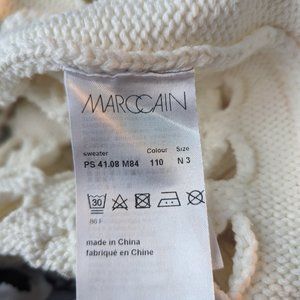 MARCCAIN
sweater Colour Size
PS 41.08 M84 110 N 3
30
86 F
made in China
fabriqué en Chine